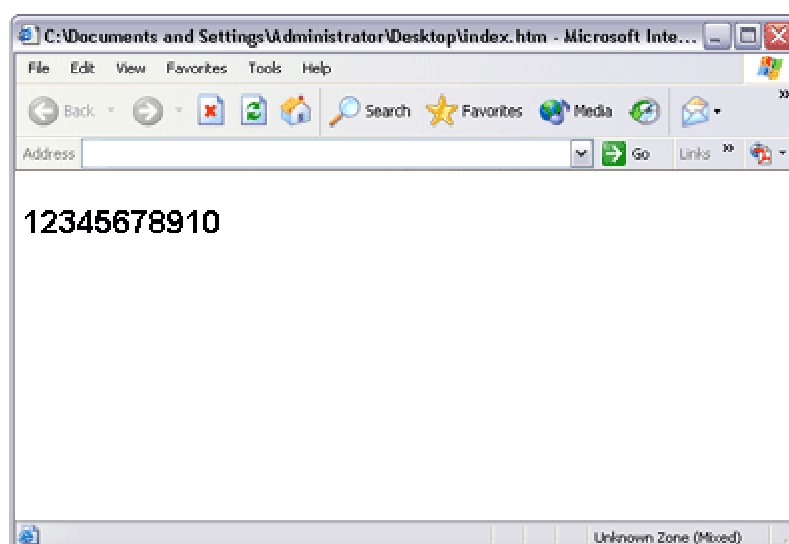 C:\Documents and Settings\Administrator\Desktop\index.htm - Microsoft Inte...
File Edit View Favorites Tools Help
Back Search Favorites Media
Address Go Links
12345678910
Unknown Zone (Mixed)